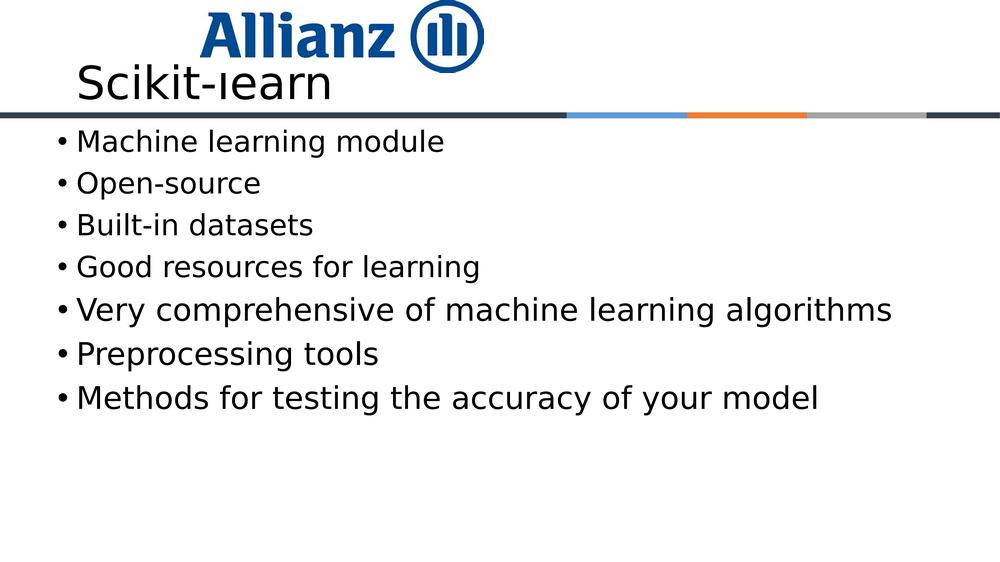 Allianz
Scikit-learn
• Machine learning module
• Open-source
• Built-in datasets
• Good resources for learning
• Very comprehensive of machine learning algorithms
• Preprocessing tools
• Methods for testing the accuracy of your model